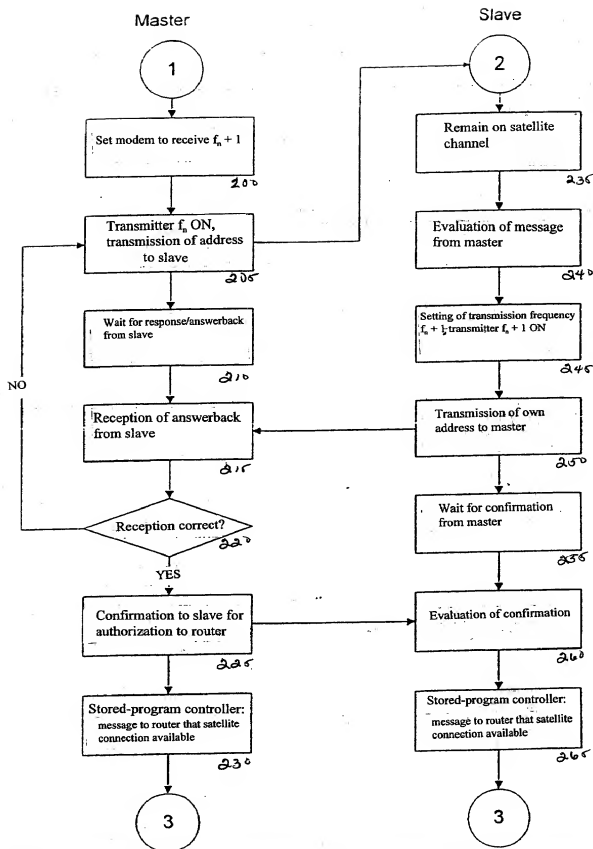 Master
Slave
1
2
Set modem to receive fn + 1
200
Transmitter fn ON,
transmission of address
to slave
205
Wait for response/answerback
from slave
210
NO
Reception of answerback
from slave
215
Reception correct?
220
YES
Confirmation to slave for
authorization to router
225
Stored-program controller:
message to router that satellite
connection available
230
3
Remain on satellite
channel
235
Evaluation of message
from master
240
Setting of transmission frequency
fn + 1, transmitter fn + 1 ON
245
Transmission of own
address to master
250
Wait for confirmation
from master
255
Evaluation of confirmation
260
Stored-program controller:
message to router that satellite
connection available
265
3